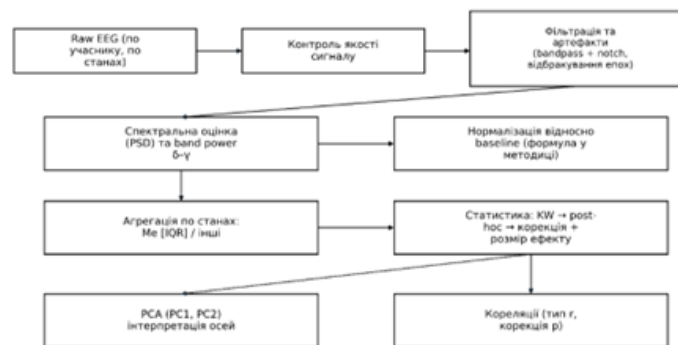 Raw EEG (по
учаснику, по
станах)
Контроль якості
сигналу
Фільтрація та
артефакти
(bandpass + notch,
відбракування епох)
Спектральна оцінка
(PSD) та band power
δ–γ
Нормалізація відносно
baseline (формула у
методиці)
Агрегація по станах:
Me [IQR] / інші
Статистика: KW → post-
hoc → корекція +
розмір ефекту
PCA (PC1, PC2)
інтерпретація осей
Кореляції (тип r,
корекція p)